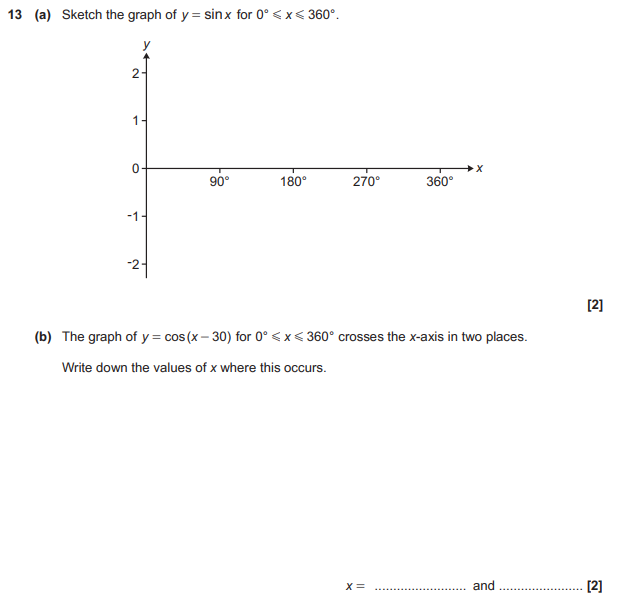 13 (a) Sketch the graph of y = sin x for 0° ⩽ x ⩽ 360°.
y
2
1
0
x
90° 180° 270° 360°
-1
-2
[2]
(b) The graph of y = cos (x – 30) for 0° ⩽ x ⩽ 360° crosses the x-axis in two places.
Write down the values of x where this occurs.
x = ........................ and ...................... [2]